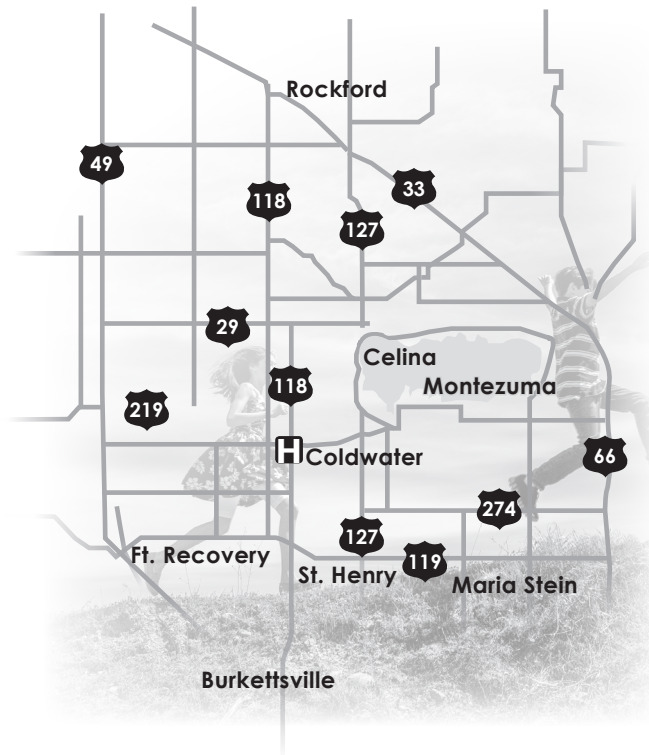 Rockford
49
33
118
127
29
Celina
118
Montezuma
219
H Coldwater
66
274
127
Ft. Recovery
119
St. Henry
Maria Stein
Burkettsville